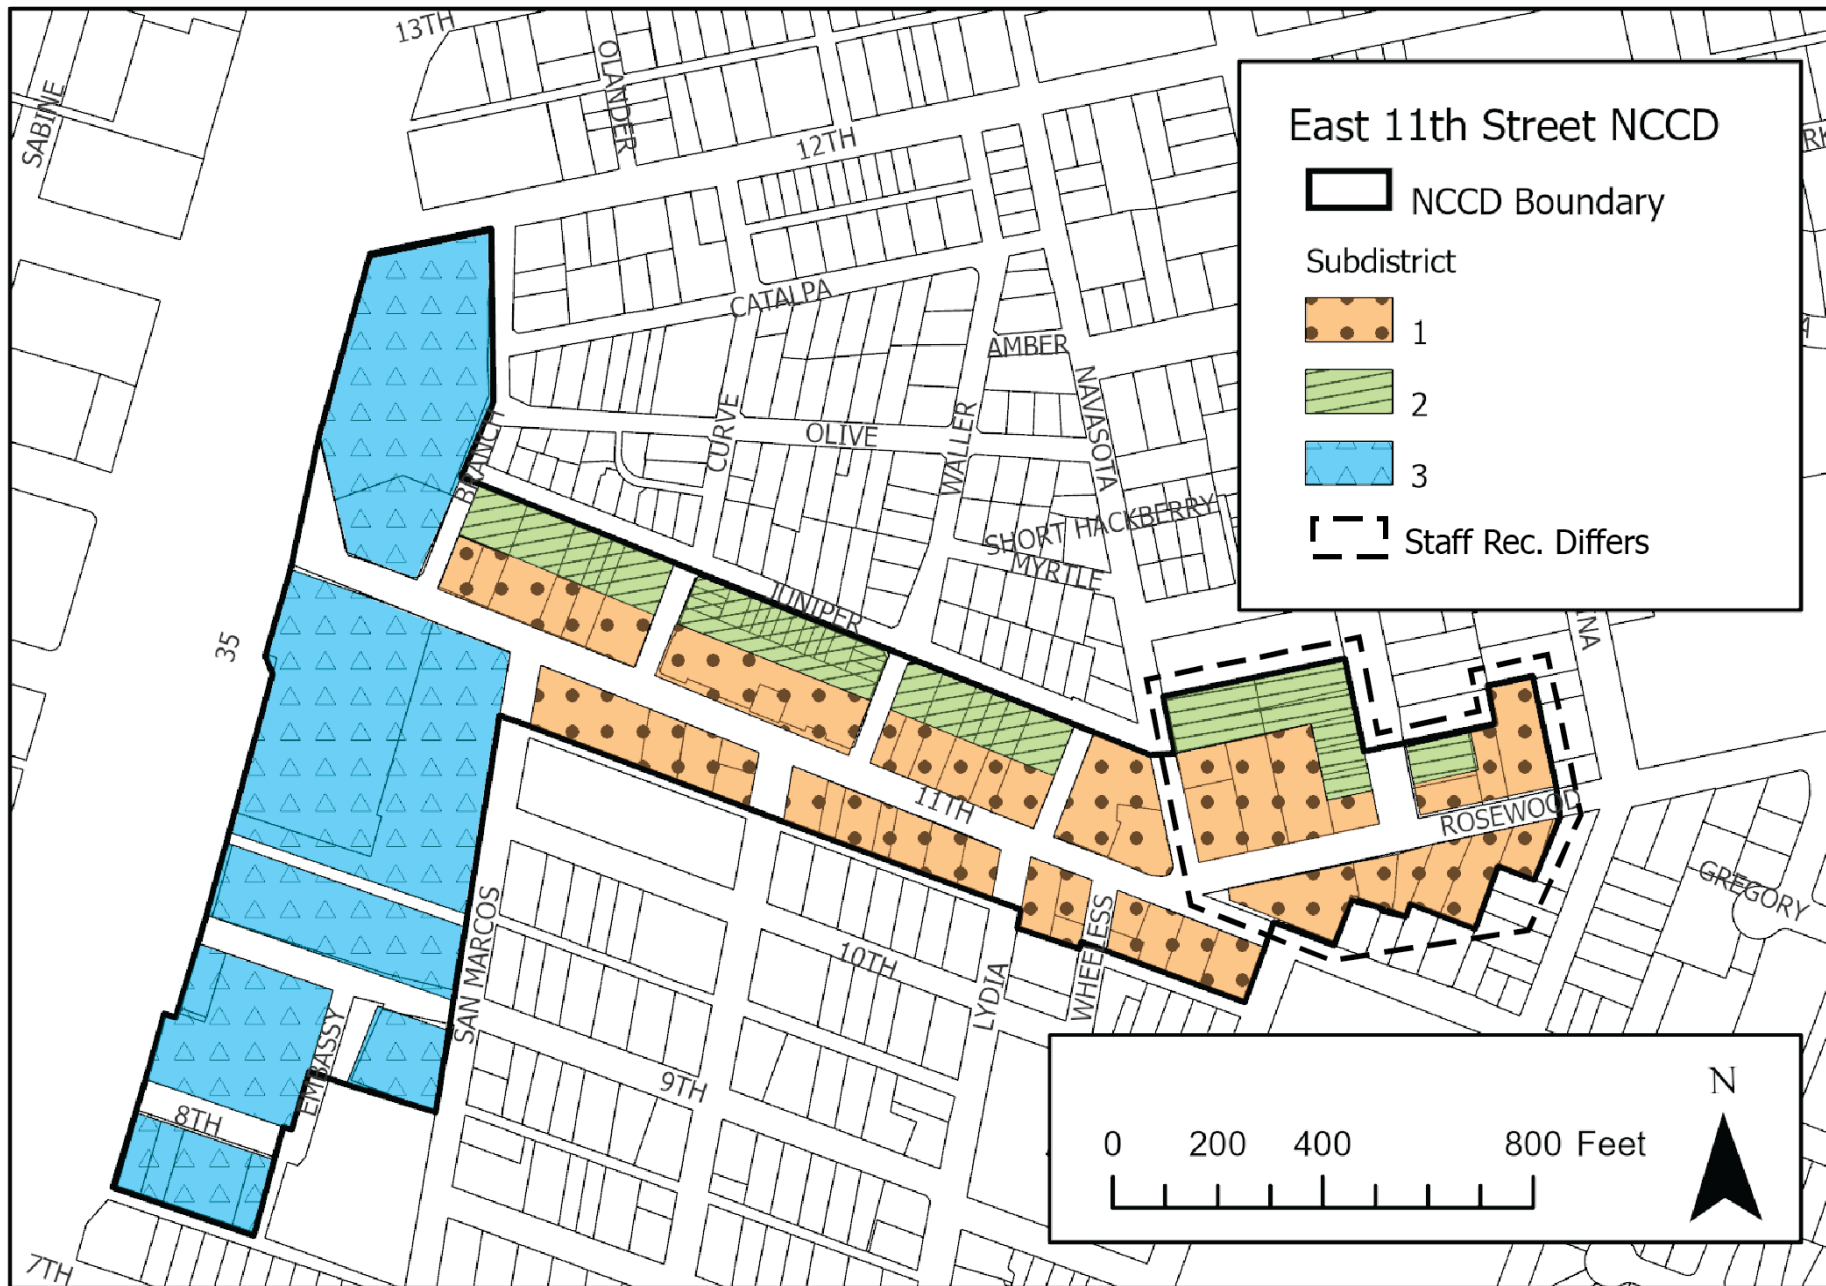 13TH
OLANDER
SABINE
12TH
East 11th Street NCCD
NCCD Boundary
Subdistrict
1
2
3
Staff Rec. Differs
CATALPA
AMBER
NAVASOTA
CURVE
OLIVE
WALLER
BRANCH
SHORT HACKBERRY
MYRTLE
JUNIPER
35
11TH
ROSEWOOD
GREGORY
SAN MARCOS
10TH
LYDIA
WHEELESS
EMBASSY
9TH
8TH
7TH
0 200 400 800 Feet
N